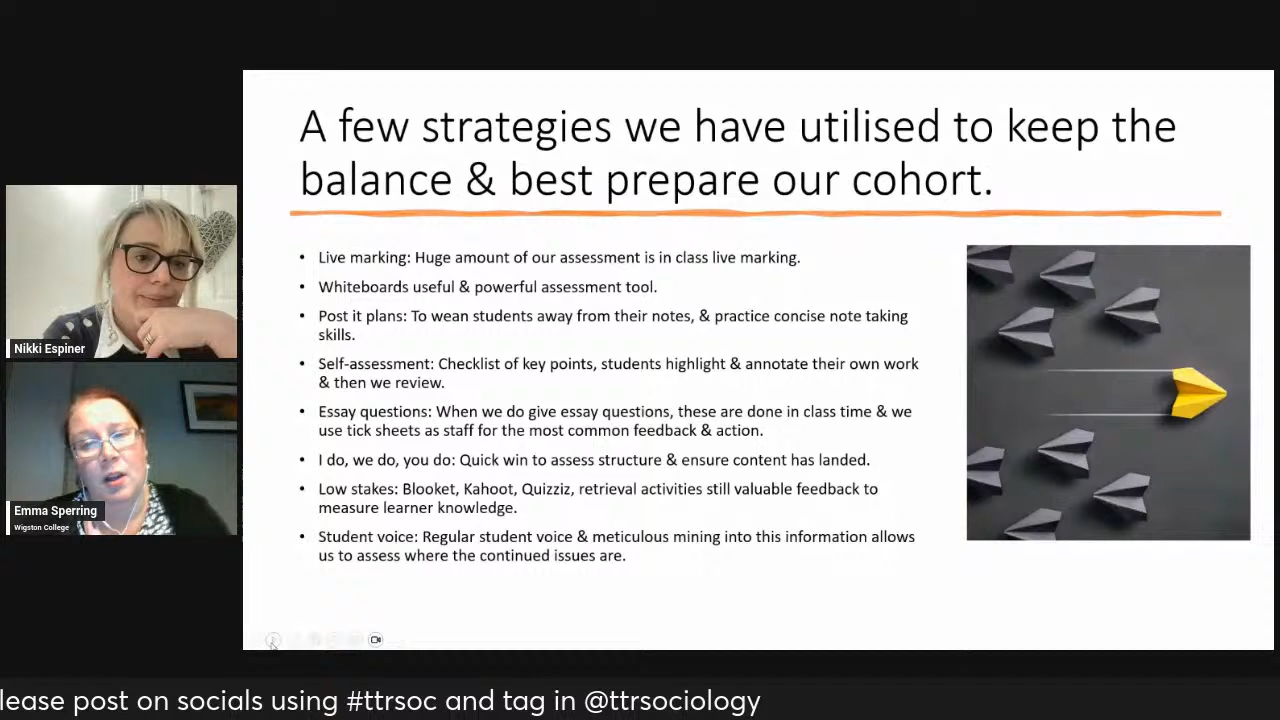 A few strategies we have utilised to keep the
balance & best prepare our cohort.
• Live marking: Huge amount of our assessment is in class live marking.
• Whiteboards useful & powerful assessment tool.
• Post it plans: To wean students away from their notes, & practice concise note taking
skills.
• Self-assessment: Checklist of key points, students highlight & annotate their own work
& then we review.
• Essay questions: When we do give essay questions, these are done in class time & we
use tick sheets as staff for the most common feedback & action.
• I do, we do, you do: Quick win to assess structure & ensure content has landed.
• Low stakes: Blooket, Kahoot, Quizziz, retrieval activities still valuable feedback to
measure learner knowledge.
• Student voice: Regular student voice & meticulous mining into this information allows
us to assess where the continued issues are.
Nikki Espiner
Emma Sperring
Wigston College
lease post on socials using #ttrsoc and tag in @ttrsociology